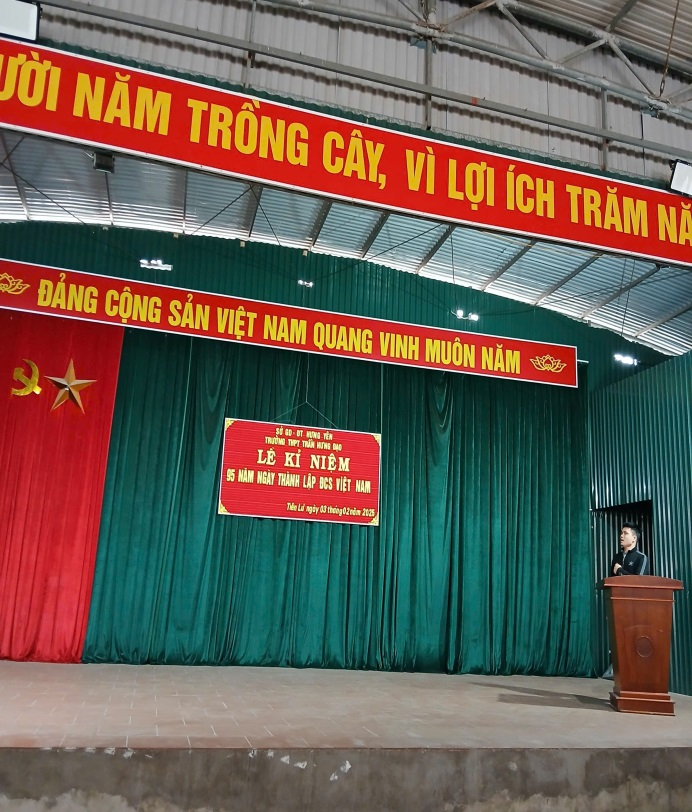 ƯỜI NĂM TRỒNG CÂY, VÌ LỢI ÍCH TRĂM NĂ
ĐẢNG CỘNG SẢN VIỆT NAM QUANG VINH MUÔN NĂM
SỞ GD - ĐT HƯNG YÊN
TRƯỜNG THPT TRẦN HƯNG ĐẠO
LỄ KỈ NIỆM
95 NĂM NGÀY THÀNH LẬP ĐCS VIỆT NAM
Tiên Lữ ngày 03 tháng 02 năm 2025